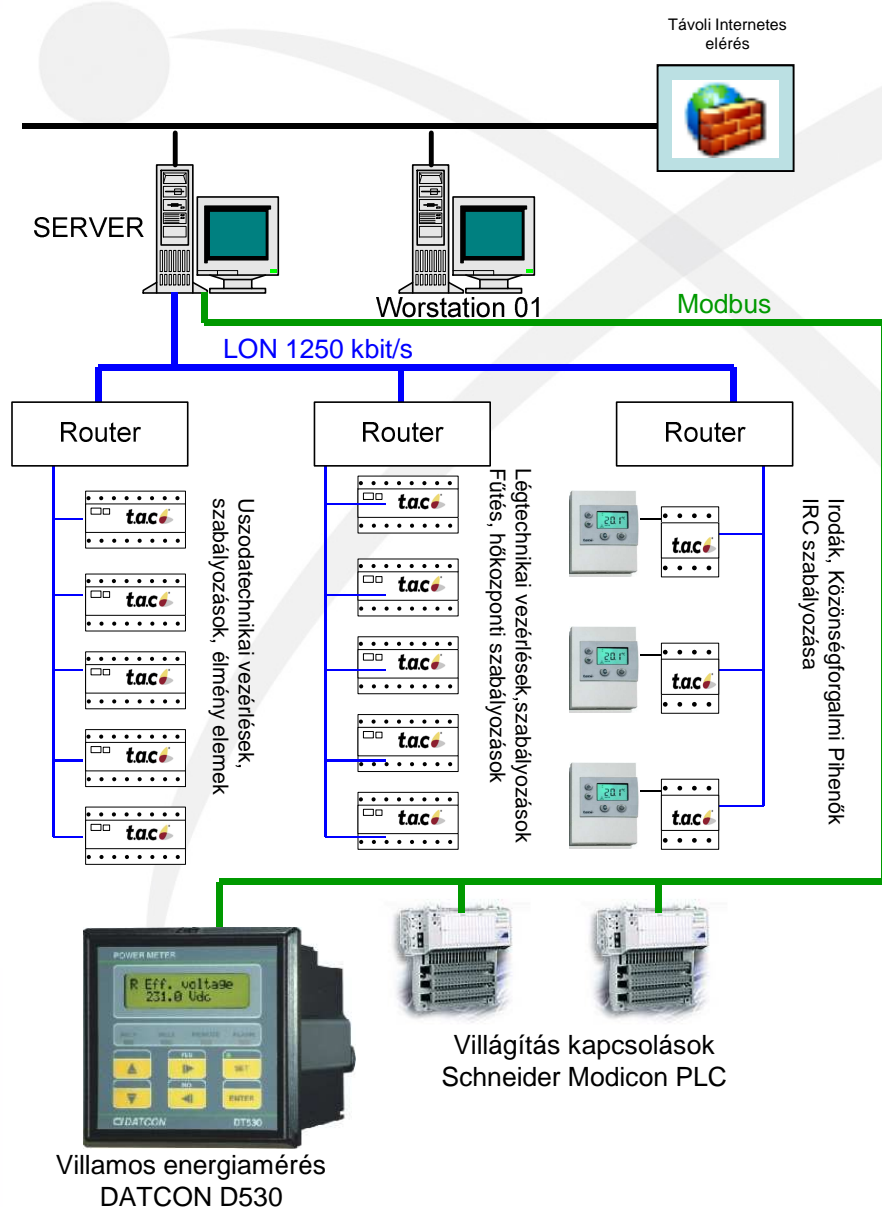 Távoli Internetes
elérés
SERVER
Worstation 01
Modbus
LON 1250 kbit/s
Router
Router
Router
t.a.c
t.a.c
t.a.c
t.a.c
t.a.c
Uszodatechnikai vezérlések,
szabályozások, élmény elemek
t.a.c
t.a.c
t.a.c
t.a.c
t.a.c
Légtechnikai vezérlések,szabályozások
Fűtés, hőközponti szabályozások
t.a.c
t.a.c
t.a.c
Irodák, Közönségforgalmi Pihenők
IRC szabályozása
POWER METER
R Eff. voltage
231.0 Vdc
SET
ENTER
DATCON
DT530
Villágítás kapcsolások
Schneider Modicon PLC
Villamos energiamérés
DATCON D530